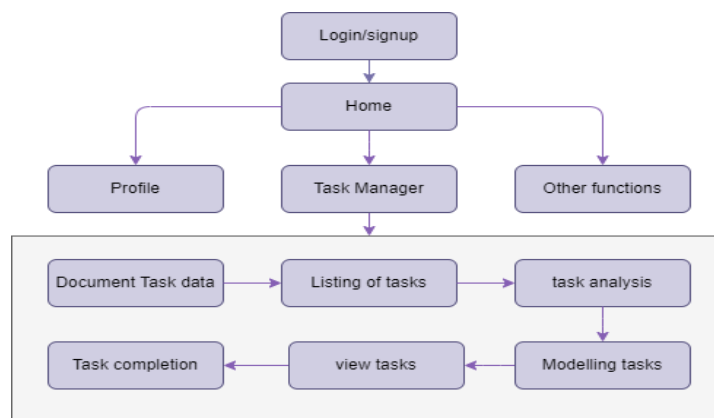 Login/signup
Home
Profile
Task Manager
Other functions
Document Task data
Listing of tasks
task analysis
Task completion
view tasks
Modelling tasks